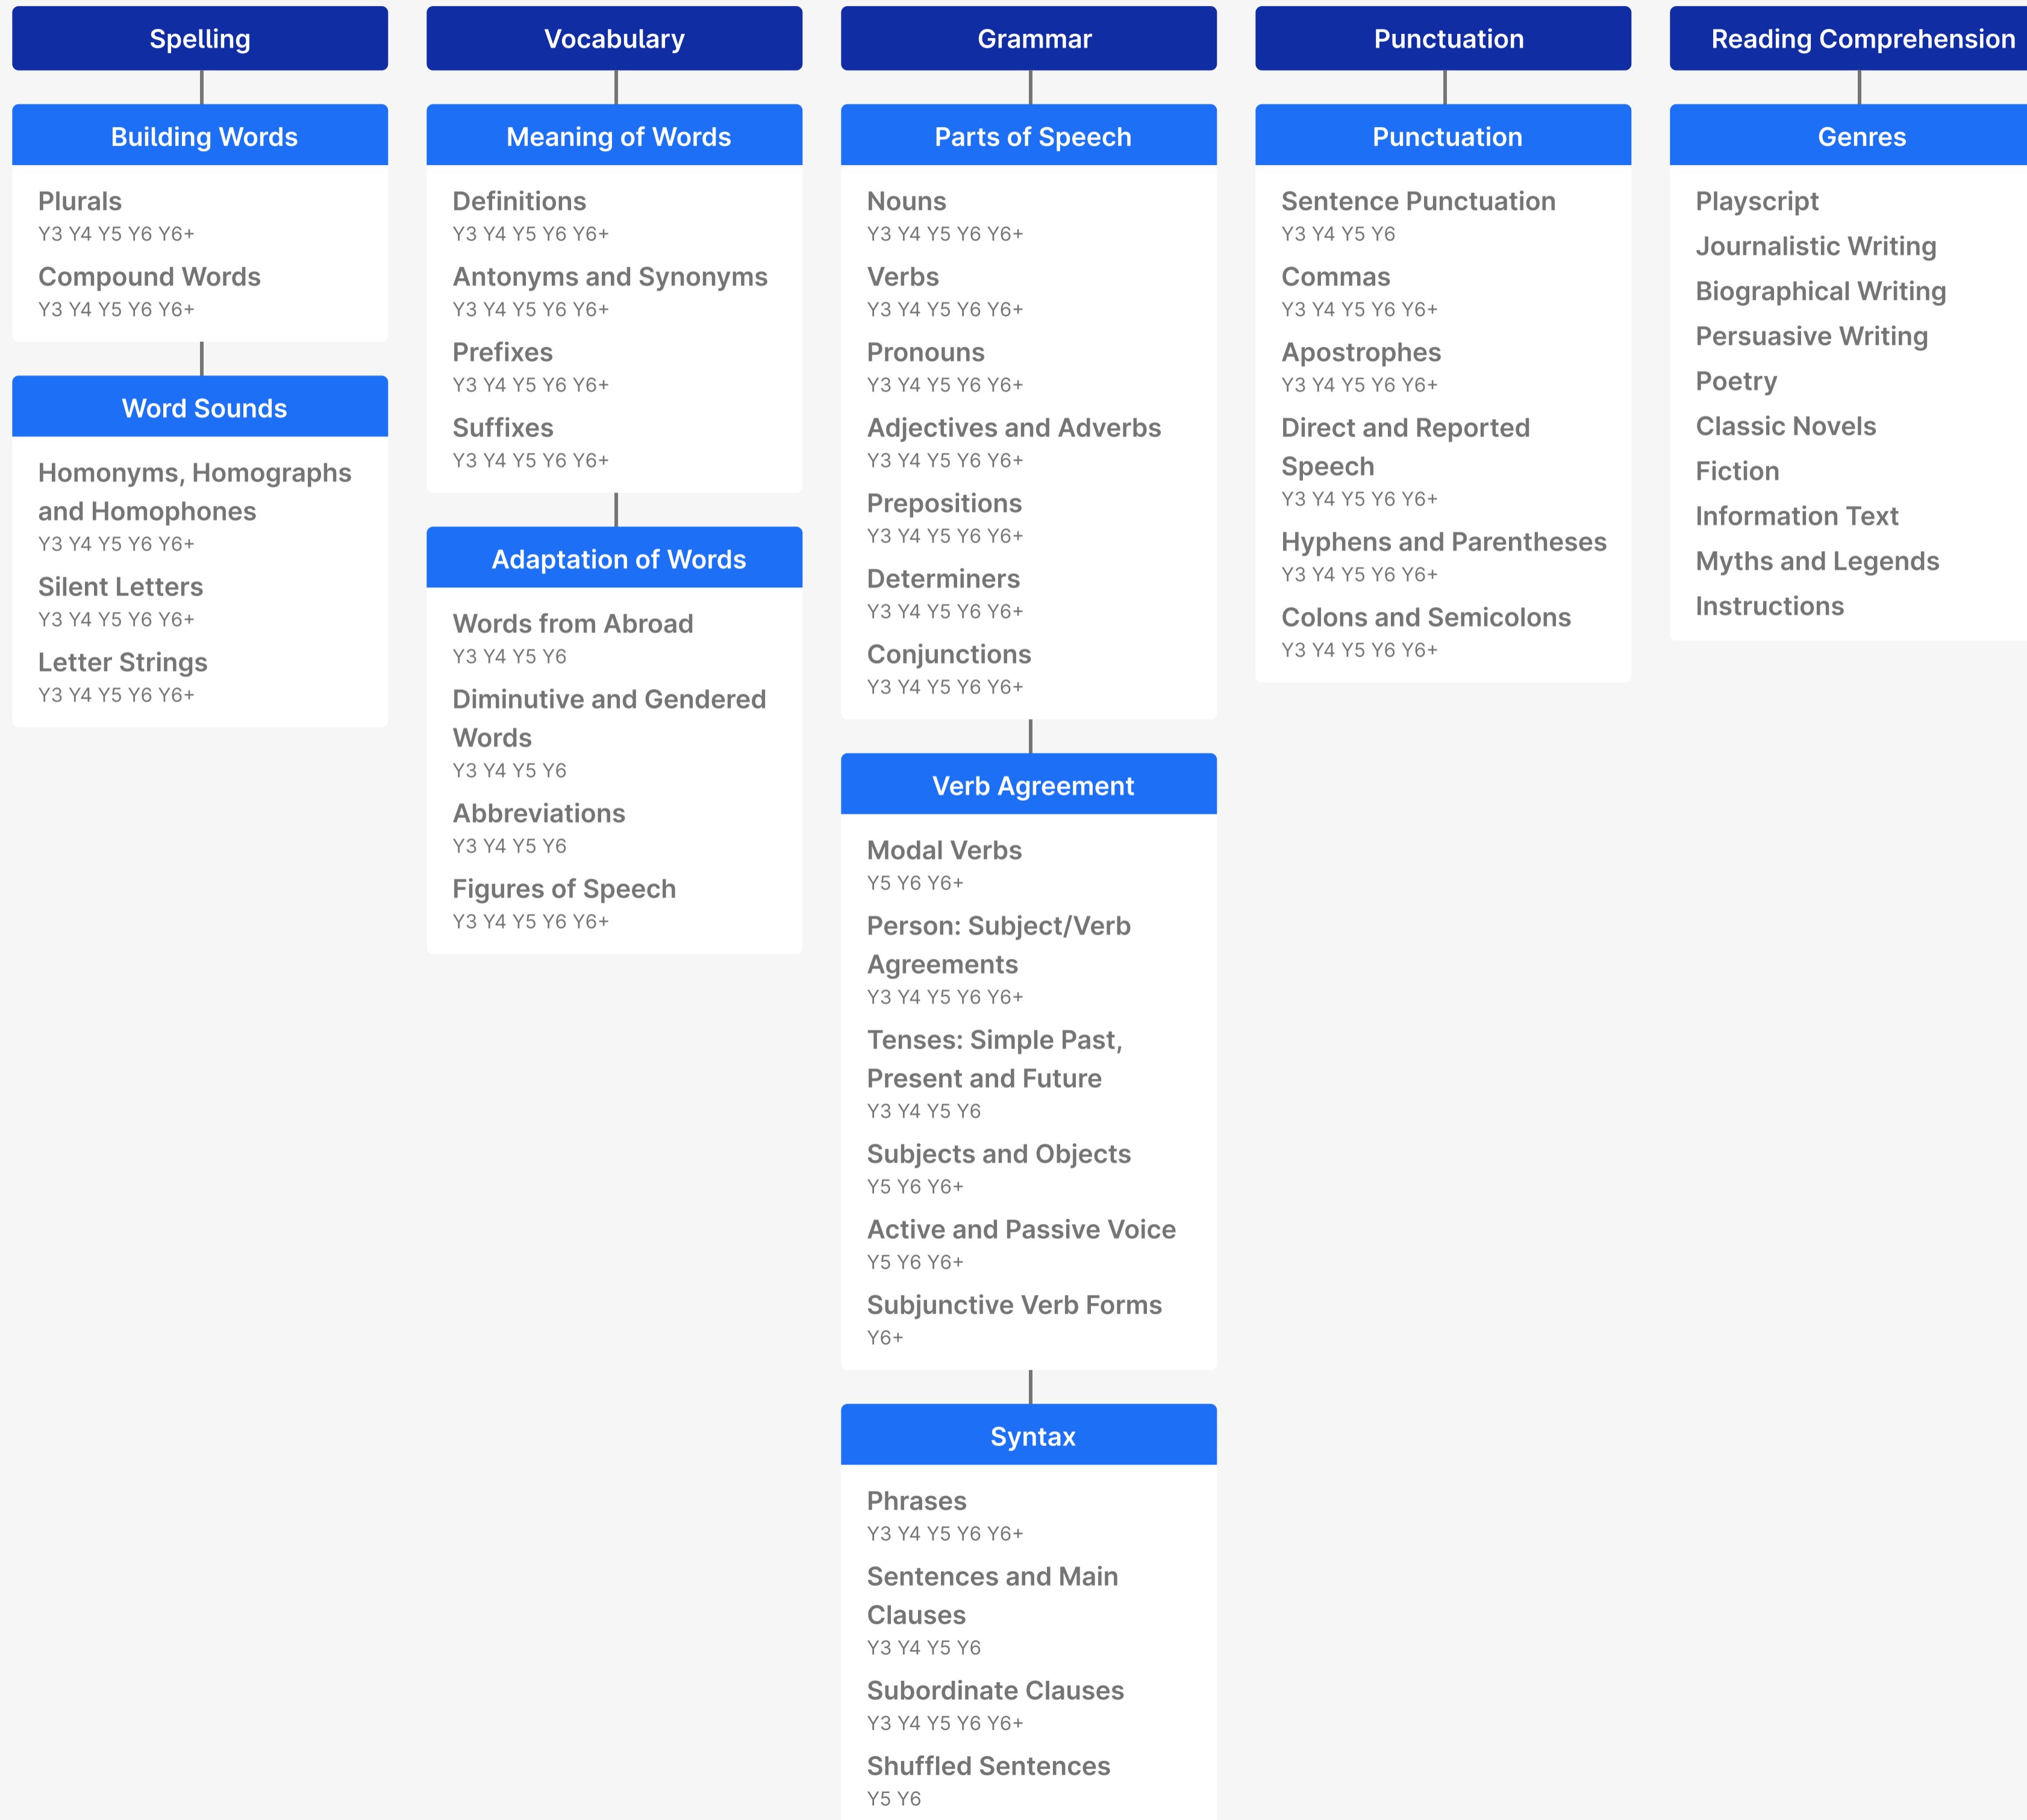 Spelling
Building Words
Plurals
Y3 Y4 Y5 Y6 Y6+
Compound Words
Y3 Y4 Y5 Y6 Y6+
Word Sounds
Homonyms, Homographs
and Homophones
Y3 Y4 Y5 Y6 Y6+
Silent Letters
Y3 Y4 Y5 Y6 Y6+
Letter Strings
Y3 Y4 Y5 Y6 Y6+
Vocabulary
Meaning of Words
Definitions
Y3 Y4 Y5 Y6 Y6+
Antonyms and Synonyms
Y3 Y4 Y5 Y6 Y6+
Prefixes
Y3 Y4 Y5 Y6 Y6+
Suffixes
Y3 Y4 Y5 Y6 Y6+
Adaptation of Words
Words from Abroad
Y3 Y4 Y5 Y6
Diminutive and Gendered
Words
Y3 Y4 Y5 Y6
Abbreviations
Y3 Y4 Y5 Y6
Figures of Speech
Y3 Y4 Y5 Y6 Y6+
Grammar
Parts of Speech
Nouns
Y3 Y4 Y5 Y6 Y6+
Verbs
Y3 Y4 Y5 Y6 Y6+
Pronouns
Y3 Y4 Y5 Y6 Y6+
Adjectives and Adverbs
Y3 Y4 Y5 Y6 Y6+
Prepositions
Y3 Y4 Y5 Y6 Y6+
Determiners
Y3 Y4 Y5 Y6 Y6+
Conjunctions
Y3 Y4 Y5 Y6 Y6+
Verb Agreement
Modal Verbs
Y5 Y6 Y6+
Person: Subject/Verb
Agreements
Y3 Y4 Y5 Y6 Y6+
Tenses: Simple Past,
Present and Future
Y3 Y4 Y5 Y6
Subjects and Objects
Y5 Y6 Y6+
Active and Passive Voice
Y5 Y6 Y6+
Subjunctive Verb Forms
Y6+
Syntax
Phrases
Y3 Y4 Y5 Y6 Y6+
Sentences and Main
Clauses
Y3 Y4 Y5 Y6
Subordinate Clauses
Y3 Y4 Y5 Y6 Y6+
Shuffled Sentences
Y5 Y6
Punctuation
Punctuation
Sentence Punctuation
Y3 Y4 Y5 Y6
Commas
Y3 Y4 Y5 Y6 Y6+
Apostrophes
Y3 Y4 Y5 Y6 Y6+
Direct and Reported
Speech
Y3 Y4 Y5 Y6 Y6+
Hyphens and Parentheses
Y3 Y4 Y5 Y6 Y6+
Colons and Semicolons
Y3 Y4 Y5 Y6 Y6+
Reading Comprehension
Genres
Playscript
Journalistic Writing
Biographical Writing
Persuasive Writing
Poetry
Classic Novels
Fiction
Information Text
Myths and Legends
Instructions